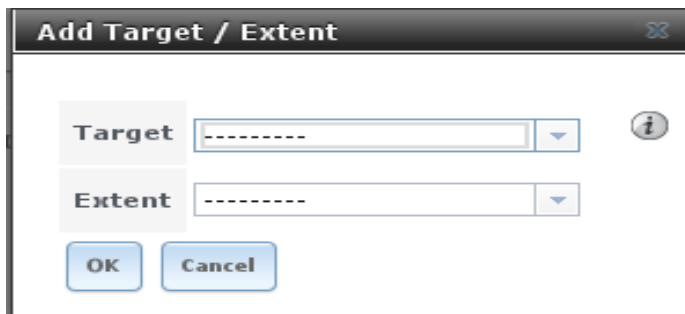 Add Target / Extent
Target ---------
Extent ---------
OK Cancel